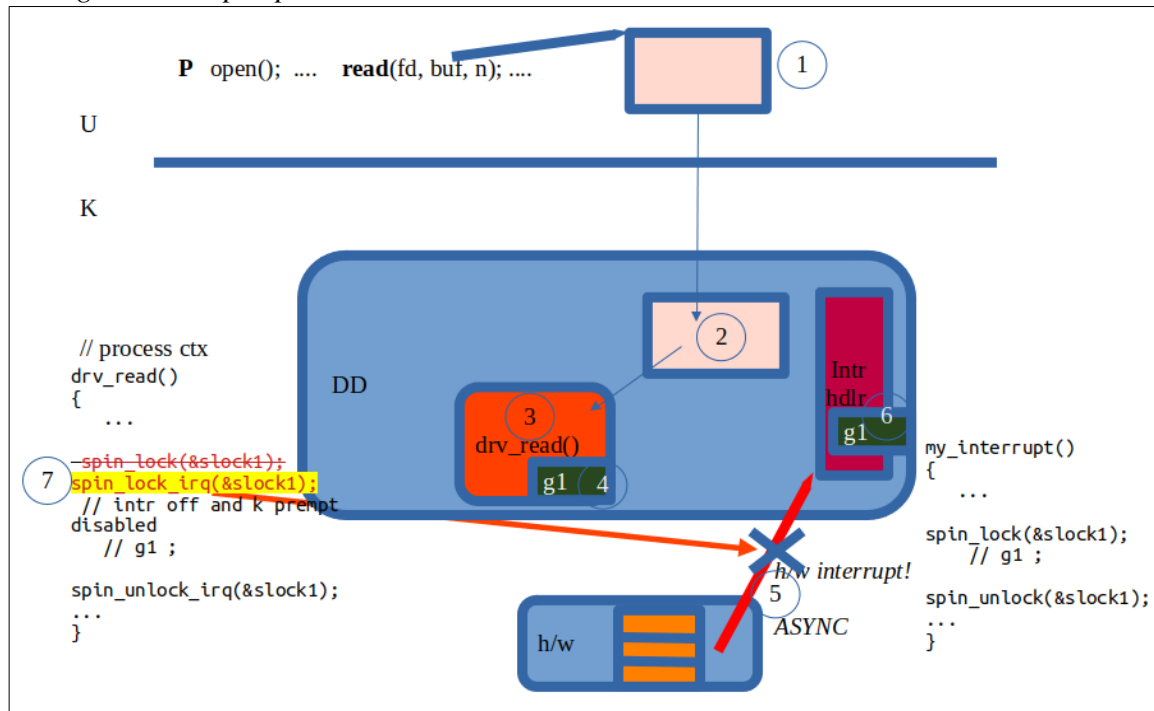 P open(); .... read(fd, buf, n); ....
1
U
K
2
DD
3
drv_read()
g1 4
Intr
hdlr
6
g1
// process ctx
drv_read()
{
...
spin_lock(&slock1);
7
spin_lock_irq(&slock1);
// intr off and k prempt
disabled
// g1 ;
spin_unlock_irq(&slock1);
...
}
my_interrupt()
{
...
spin_lock(&slock1);
// g1 ;
spin_unlock(&slock1);
...
}
h/w interrupt!
5
ASYNC
h/w